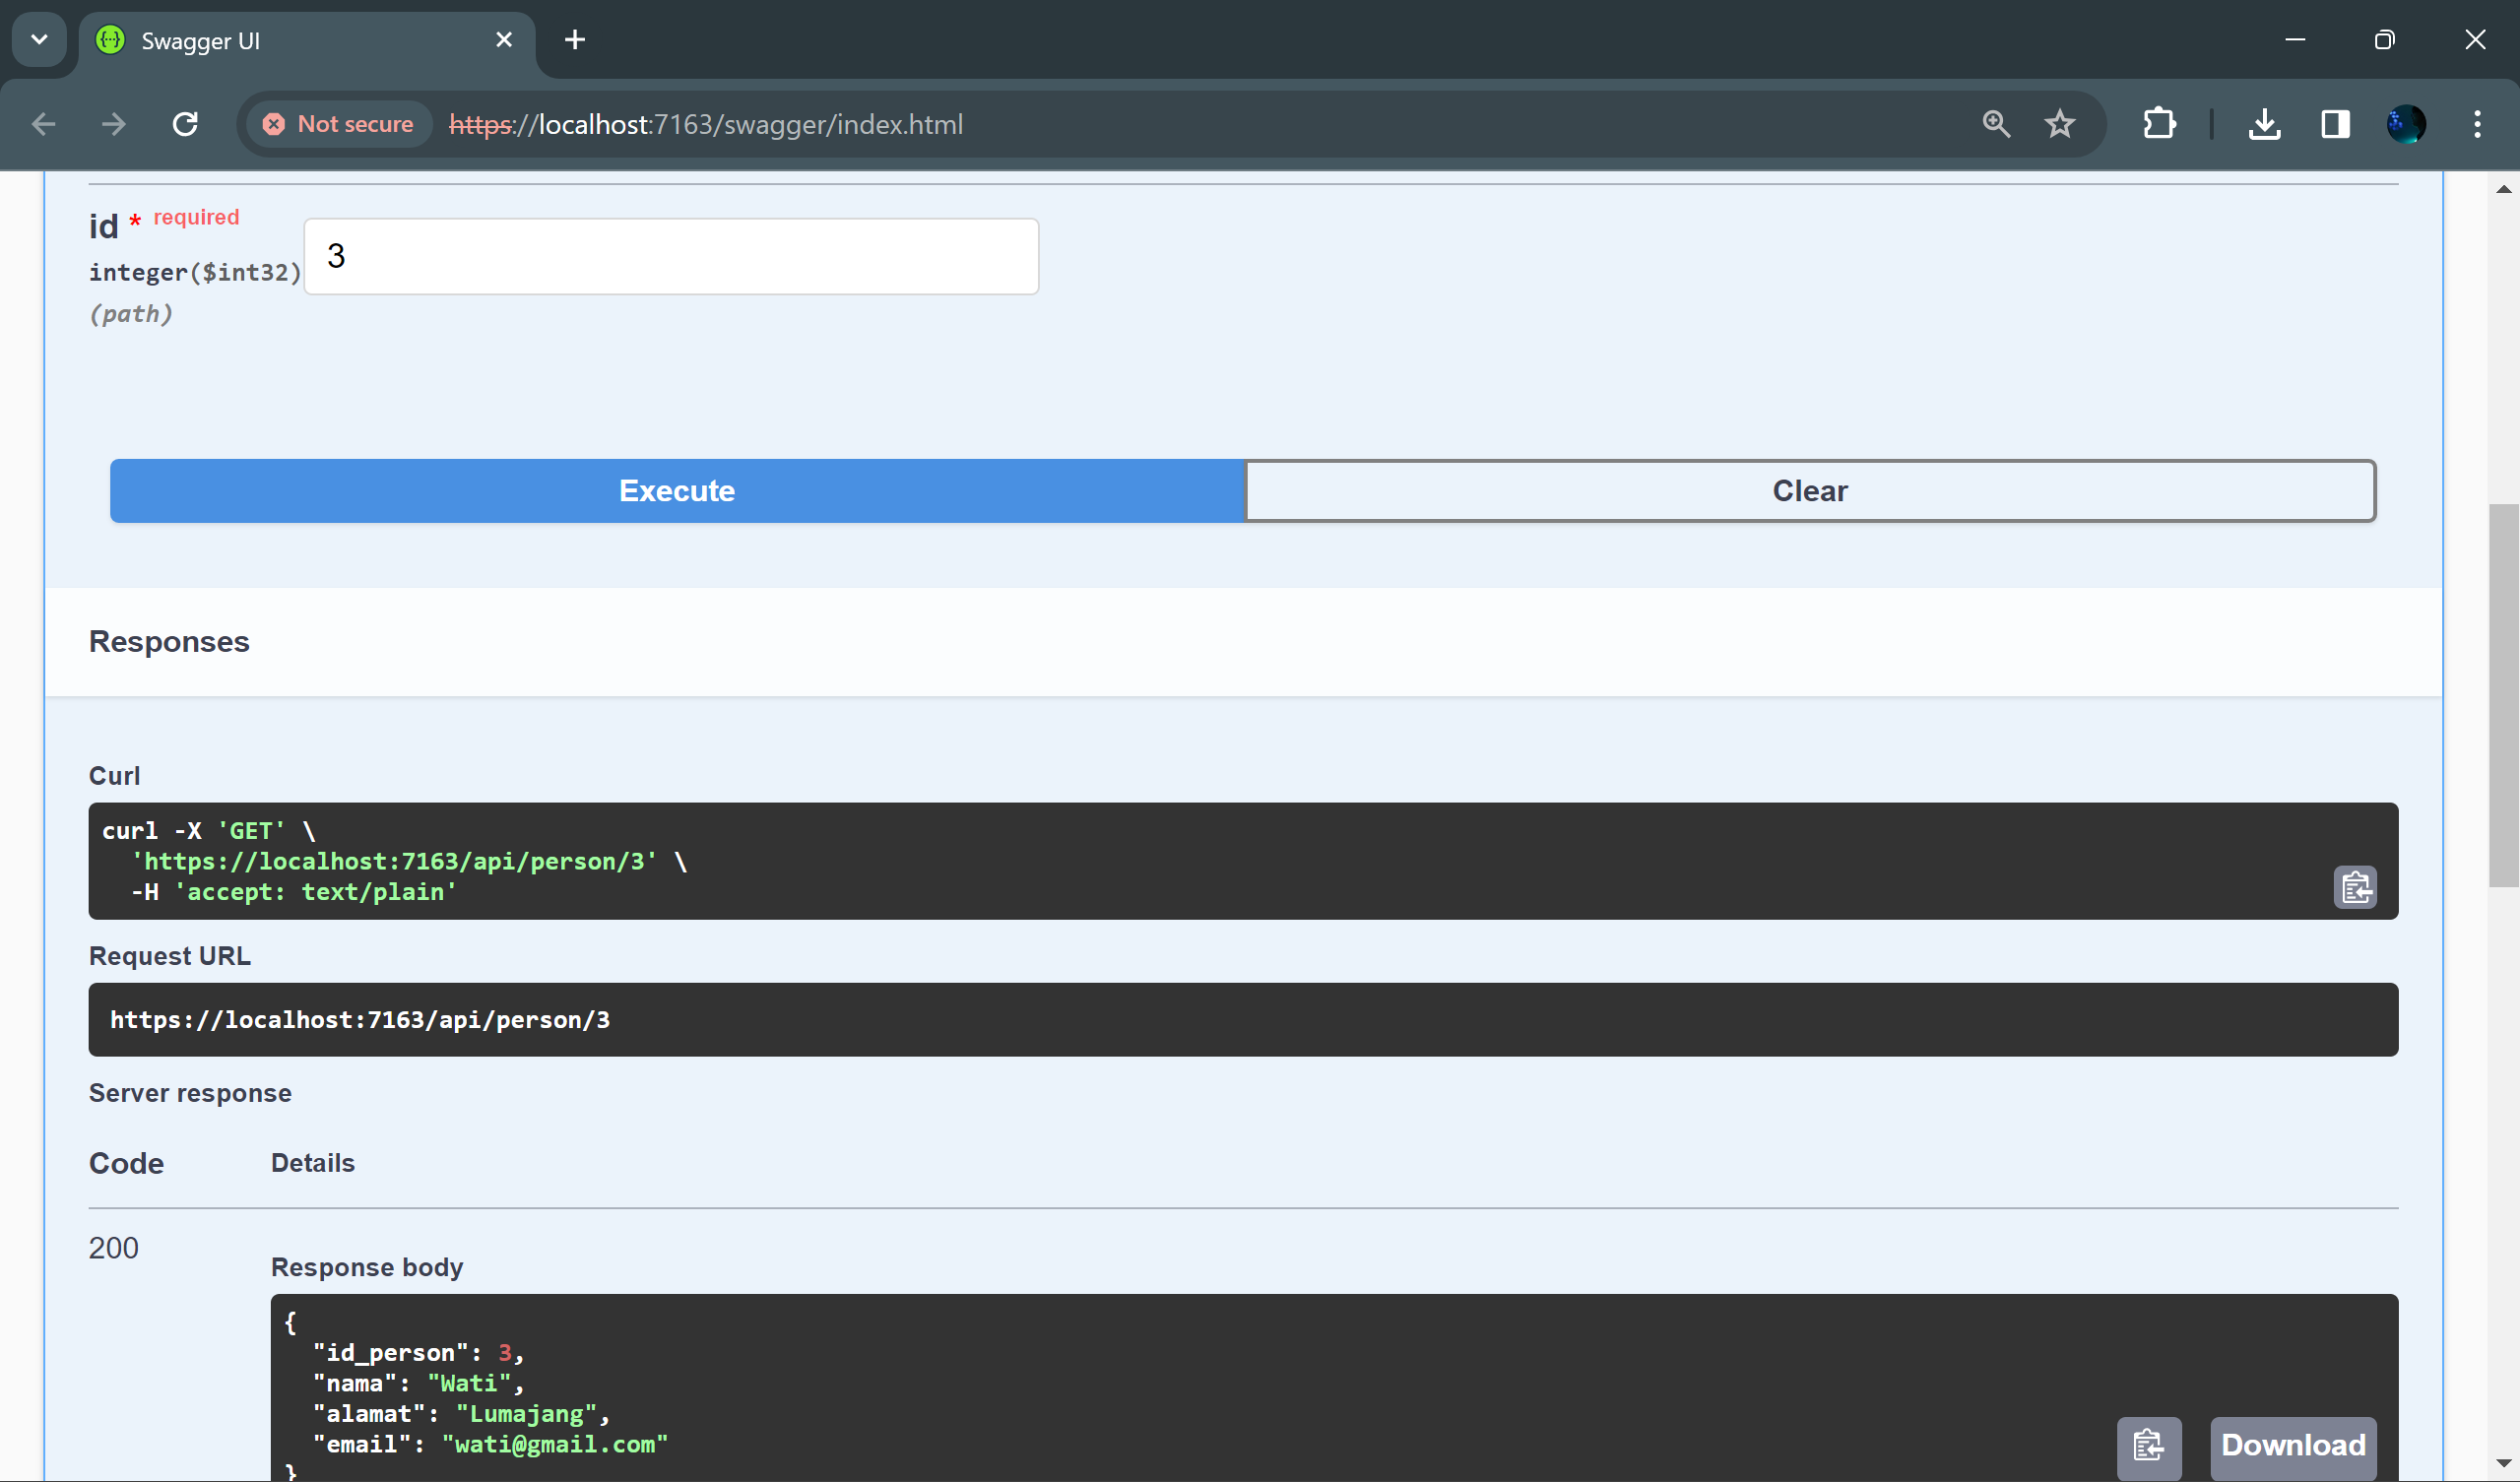 Swagger UI
Not secure https://localhost:7163/swagger/index.html
id * required
integer($int32)
(path)
3
Execute
Clear
Responses
Curl
curl -X 'GET' \
'https://localhost:7163/api/person/3' \
-H 'accept: text/plain'
Request URL
https://localhost:7163/api/person/3
Server response
Code Details
200
Response body
{
"id_person": 3,
"nama": "Wati",
"alamat": "Lumajang",
"email": "wati@gmail.com"
}
Download